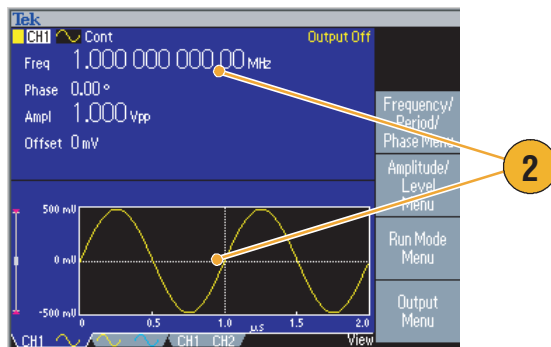 Tek
CH1 Cont Output Off
Freq 1.000 000 000 00 MHz
Phase 0.00 °
Ampl 1.000 Vpp
Offset 0 mV
Frequency/
Period/
Phase Menu
Amplitude/
Level
Menu
Run Mode
Menu
Output
Menu
2
500 mV
0 mV
-500 mV
0 0.5 1.0 1.5 2.0
µs
CH1 CH1 CH2 View